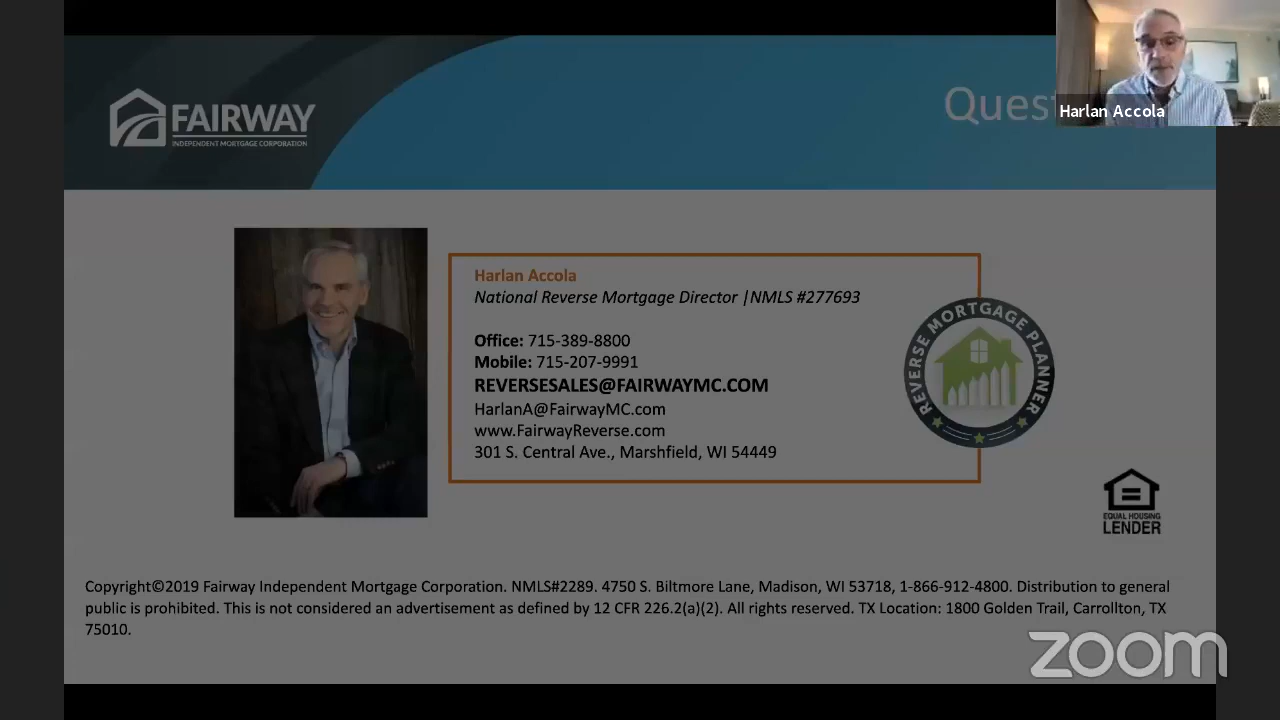 FAIRWAY
INDEPENDENT MORTGAGE CORPORATION
Ques
Harlan Accola
Harlan Accola
National Reverse Mortgage Director |NMLS #277693
Office: 715-389-8800
Mobile: 715-207-9991
REVERSESALES@FAIRWAYMC.COM
HarlanA@FairwayMC.com
www.FairwayReverse.com
301 S. Central Ave., Marshfield, WI 54449
REVERSE MORTGAGE PLANNER
EQUAL HOUSING
LENDER
Copyright©2019 Fairway Independent Mortgage Corporation. NMLS#2289. 4750 S. Biltmore Lane, Madison, WI 53718, 1-866-912-4800. Distribution to general
public is prohibited. This is not considered an advertisement as defined by 12 CFR 226.2(a)(2). All rights reserved. TX Location: 1800 Golden Trail, Carrollton, TX
75010.
zoom